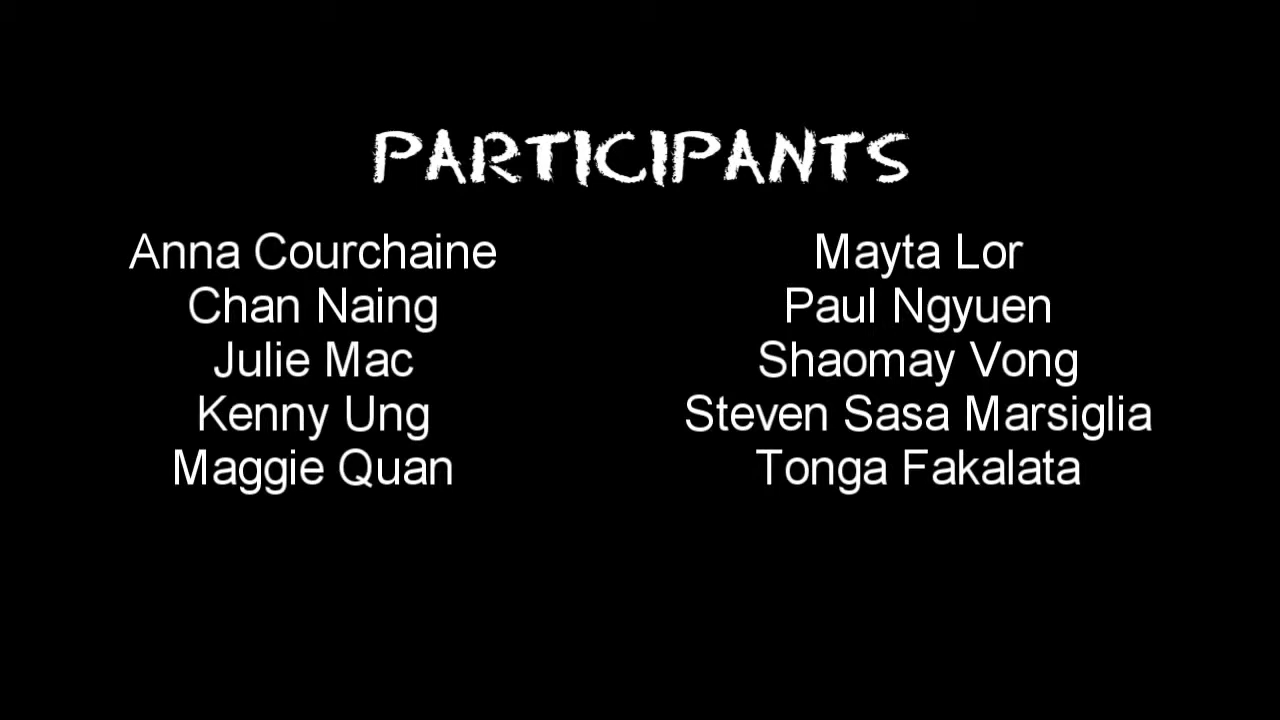 PARTICIPANTS
Anna Courchaine
Chan Naing
Julie Mac
Kenny Ung
Maggie Quan
Mayta Lor
Paul Ngyuen
Shaomay Vong
Steven Sasa Marsiglia
Tonga Fakalata